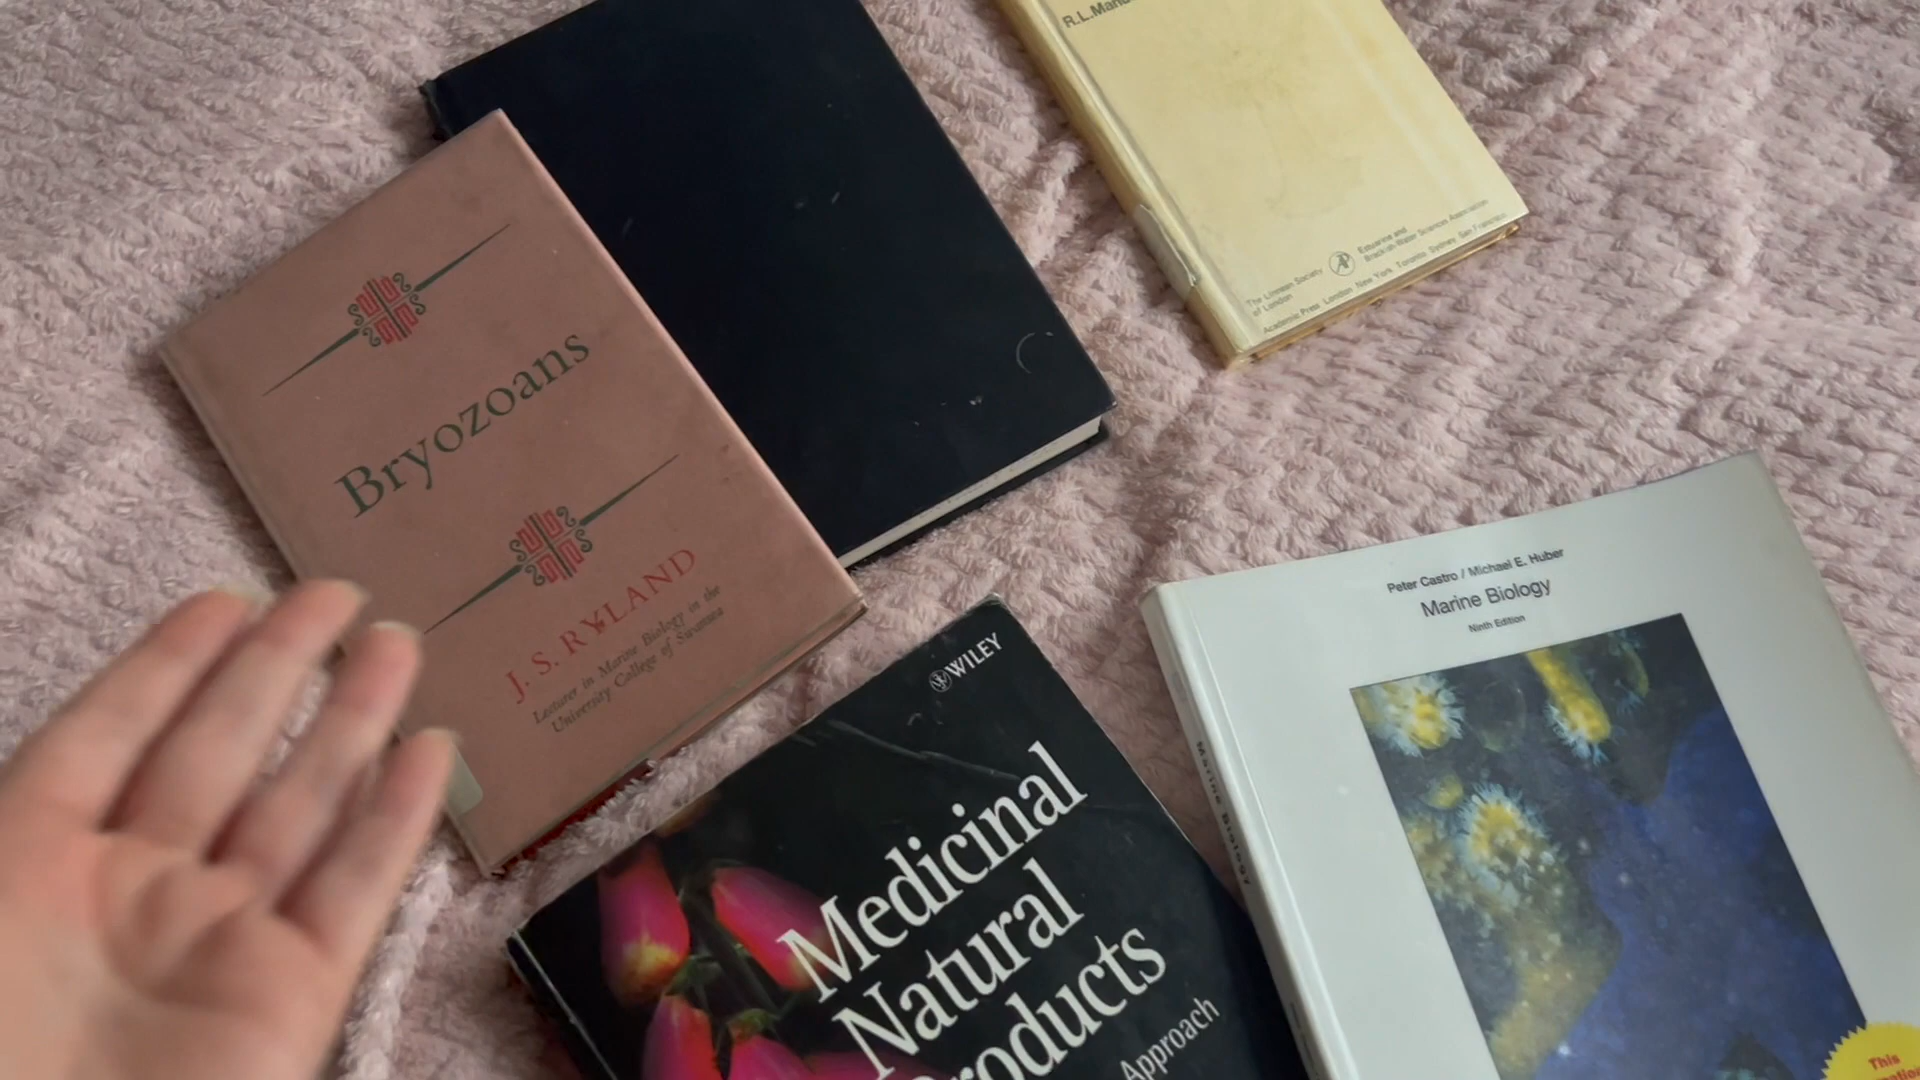 Bryozoans
J. S. RYLAND
Lecturer in Marine Biology in the
University College of Swansea
R.L.
The Linnean Society
of London
Estuarine and
Brackish-Water Sciences Association
Academic Press London New York Toronto Sydney San Francisco
WILEY
Medicinal
Natural
Products
Approach
Peter Castro / Michael E. Huber
Marine Biology
Ninth Edition
Marine Biology
This